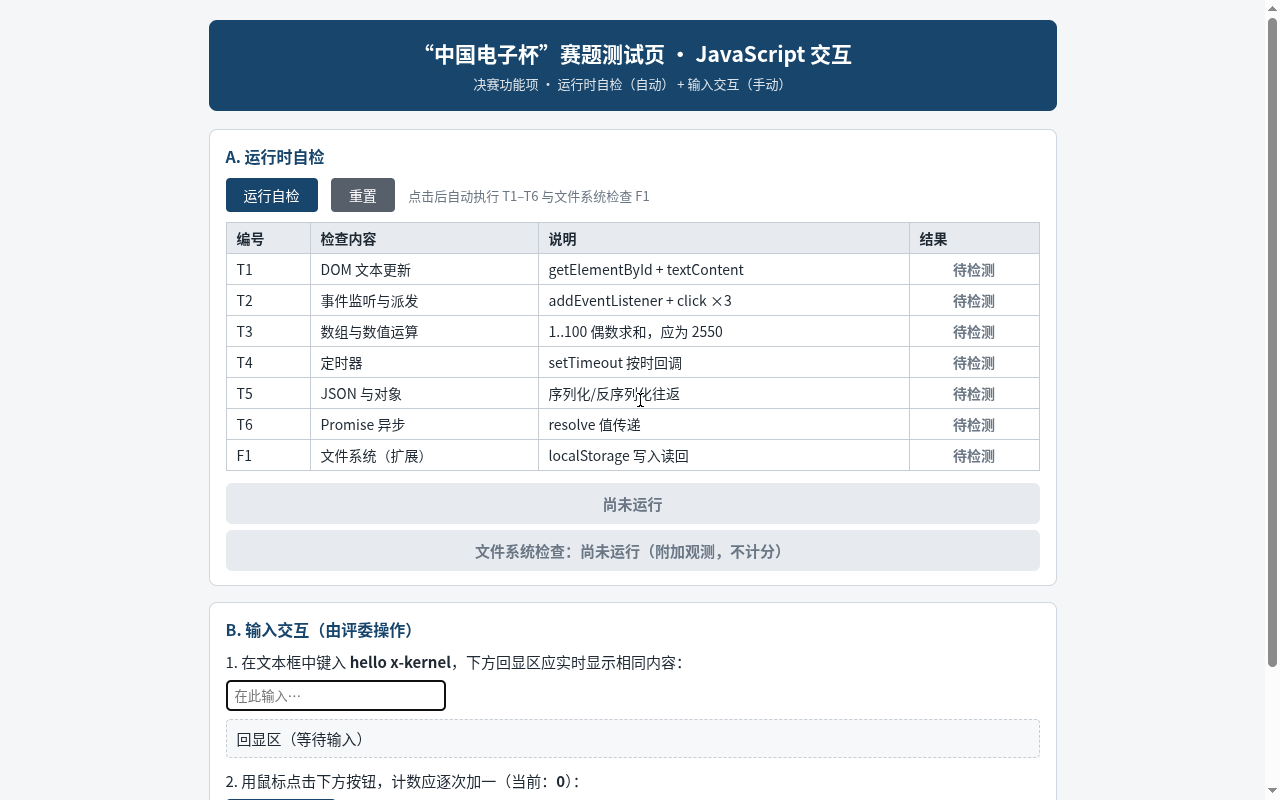 “中国电子杯”赛题测试页 · JavaScript 交互
决赛功能项 · 运行时自检（自动） + 输入交互（手动）
A. 运行时自检
运行自检 重置 点击后自动执行 T1–T6 与文件系统检查 F1
编号 检查内容 说明 结果
T1 DOM 文本更新 getElementById + textContent 待检测
T2 事件监听与派发 addEventListener + click ×3 待检测
T3 数组与数值运算 1..100 偶数求和，应为 2550 待检测
T4 定时器 setTimeout 按时回调 待检测
T5 JSON 与对象 序列化/反序列化往返 待检测
T6 Promise 异步 resolve 值传递 待检测
F1 文件系统（扩展） localStorage 写入读回 待检测
尚未运行
文件系统检查：尚未运行（附加观测，不计分）
B. 输入交互（由评委操作）
1. 在文本框中键入 hello x-kernel，下方回显区应实时显示相同内容：
在此输入…
回显区（等待输入）
2. 用鼠标点击下方按钮，计数应逐次加一（当前：0）：